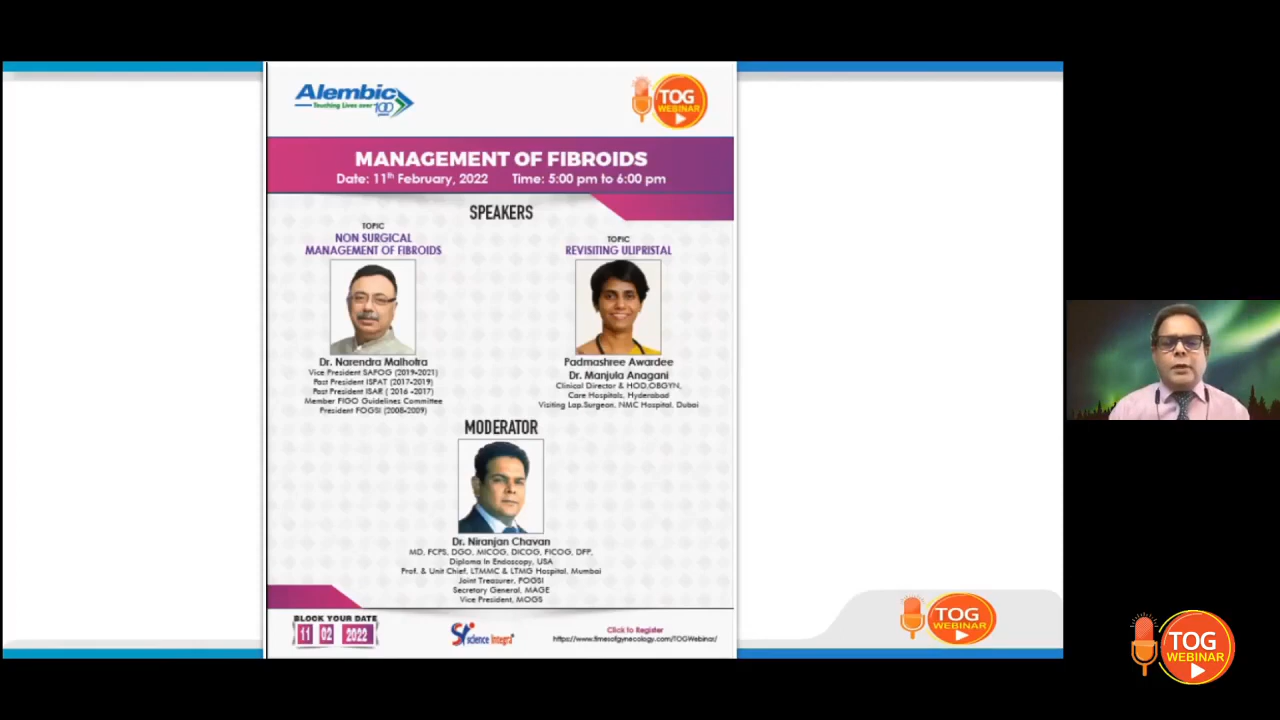 Alembic
Touching Lives over 100 years
TOG
WEBINAR
MANAGEMENT OF FIBROIDS
Date: 11th February, 2022 Time: 5:00 pm to 6:00 pm
SPEAKERS
TOPIC
NON SURGICAL
MANAGEMENT OF FIBROIDS
Dr. Narendra Malhotra
Vice President SAFOG (2019-2021)
Past President ISPAT (2017-2019)
Past President ISAR ( 2016 -2017)
Member FIGO Guidelines Committee
President FOGSI (2008-2009)
TOPIC
REVISITING ULIPRISTAL
Padmashree Awardee
Dr. Manjula Anagani
Clinical Director & HOD,OBGYN,
Care Hospitals, Hyderabad
Visiting Lap.Surgeon, NMC Hospital, Dubai
MODERATOR
Dr. Niranjan Chavan
MD, FCPS, DGO, MICOG, DICOG, FICOG, DFP,
Diploma In Endoscopy, USA
Prof. & Unit Chief, LTMMC & LTMG Hospital, Mumbai
Joint Treasurer, FOGSI
Secretary General, MAGE
Vice President, MOGS
BLOCK YOUR DATE
11 02 2022
science integra
Click to Register
https://www.timesofgynecology.com/TOGWebinar/
TOG
WEBINAR
TOG
WEBINAR